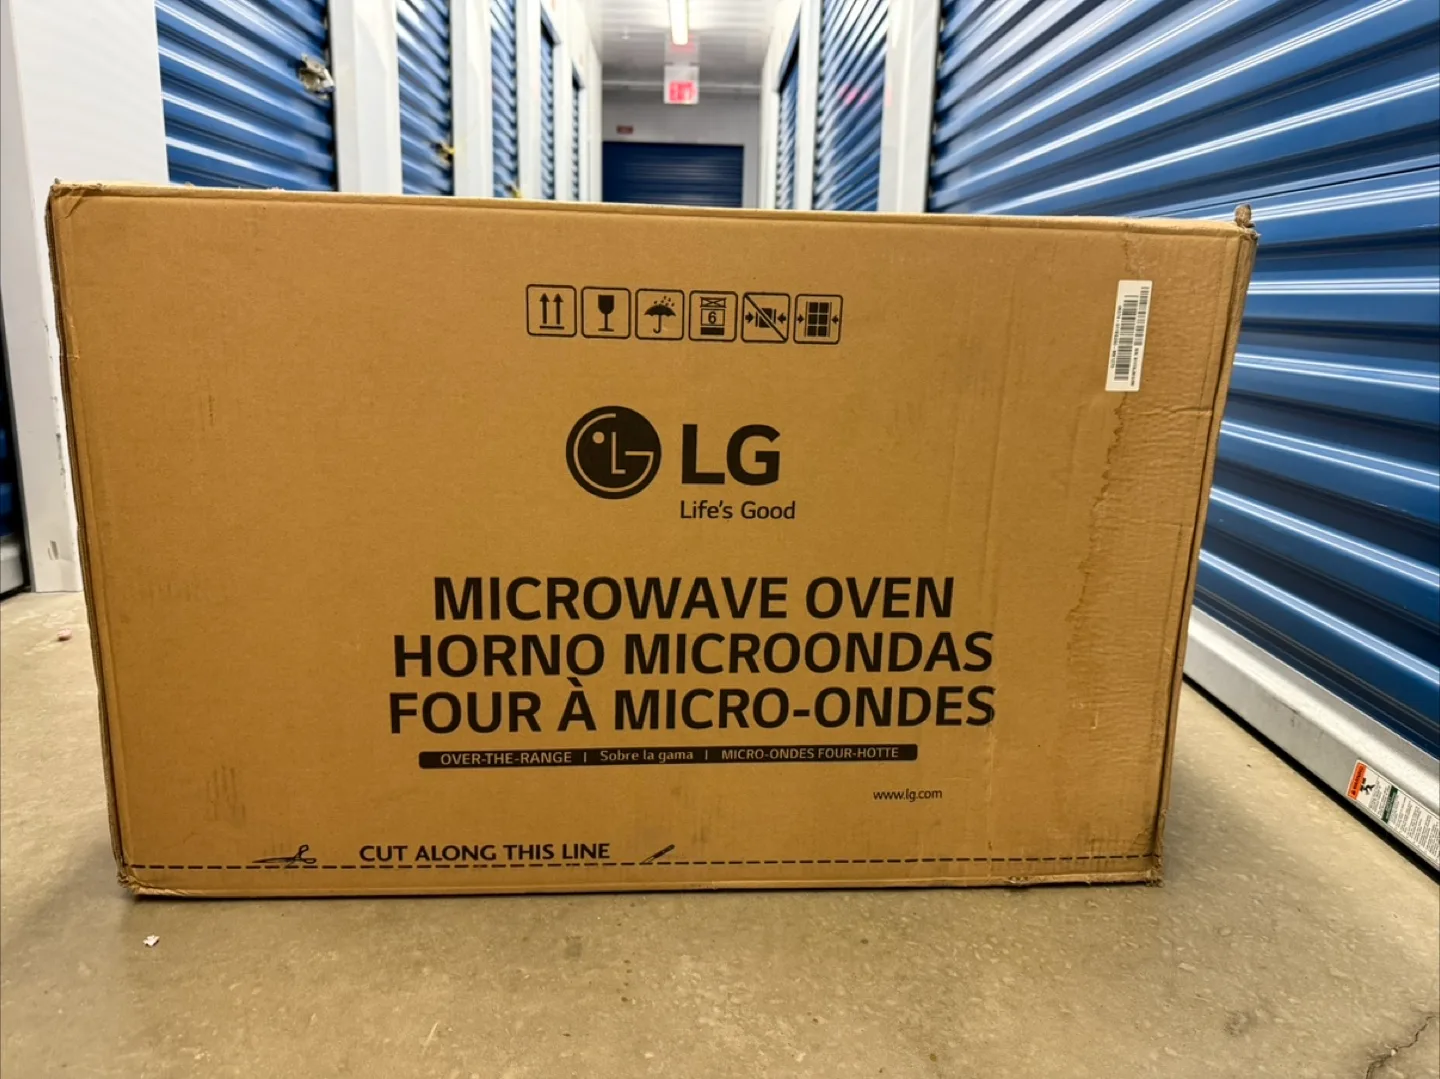 6
LG
Life's Good
MICROWAVE OVEN
HORNO MICROONDAS
FOUR À MICRO-ONDES
OVER-THE-RANGE | Sobre la gama | MICRO-ONDES FOUR-HOTTE
www.lg.com
CUT ALONG THIS LINE